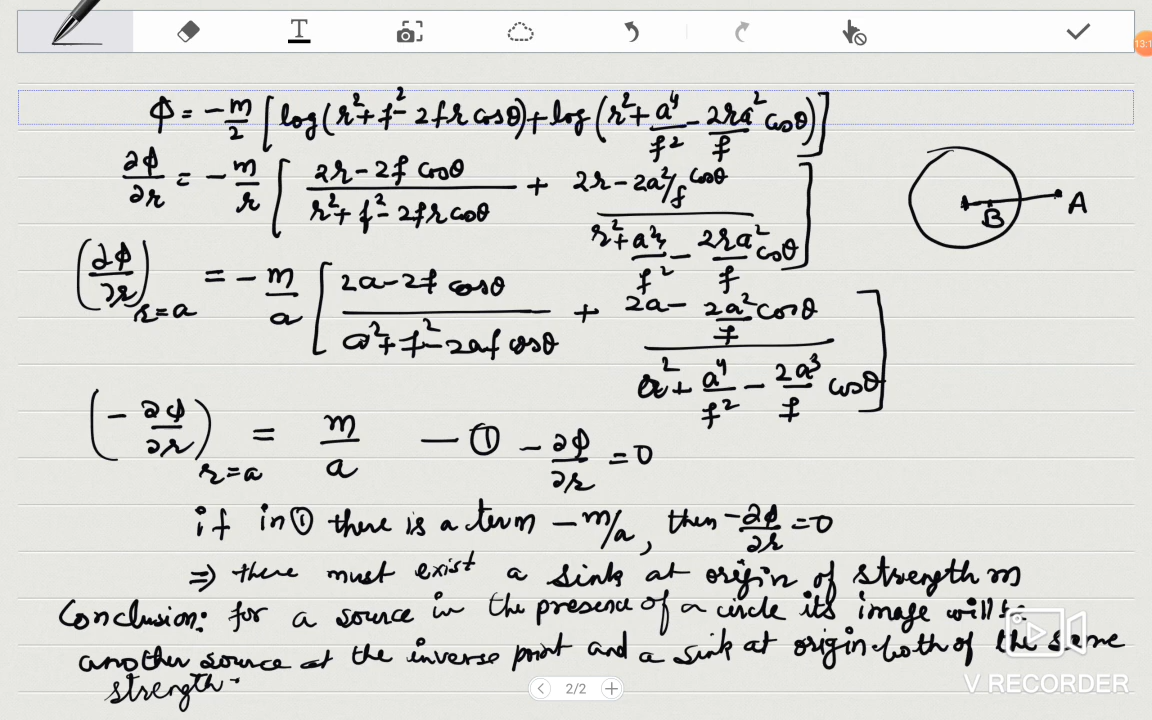 T
13:1
φ = -m/2 [log(r² + f² - 2fr cosθ) + log(r² + a⁴/f² - 2ra²/f cosθ)]
∂φ/∂r = -m/r [(2r - 2f cosθ)/(r² + f² - 2fr cosθ) + (2r - 2a²/f cosθ)/(r² + a⁴/f² - 2ra²/f cosθ)]
A
B
(∂φ/∂r)r=a = -m/a [(2a - 2f cosθ)/(a² + f² - 2af cosθ) + (2a - 2a²/f cosθ)/(a² + a⁴/f² - 2a³/f cosθ)]
(-∂φ/∂r)r=a = m/a — ① -∂φ/∂r = 0
if in ① there is a term -m/a, then -∂φ/∂r = 0
⇒ there must exist a sink at origin of strength m
Conclusion: for a source in the presence of a circle its image will be
another source at the inverse point and a sink at origin. both of the same
strength.
2/2
V RECORDER